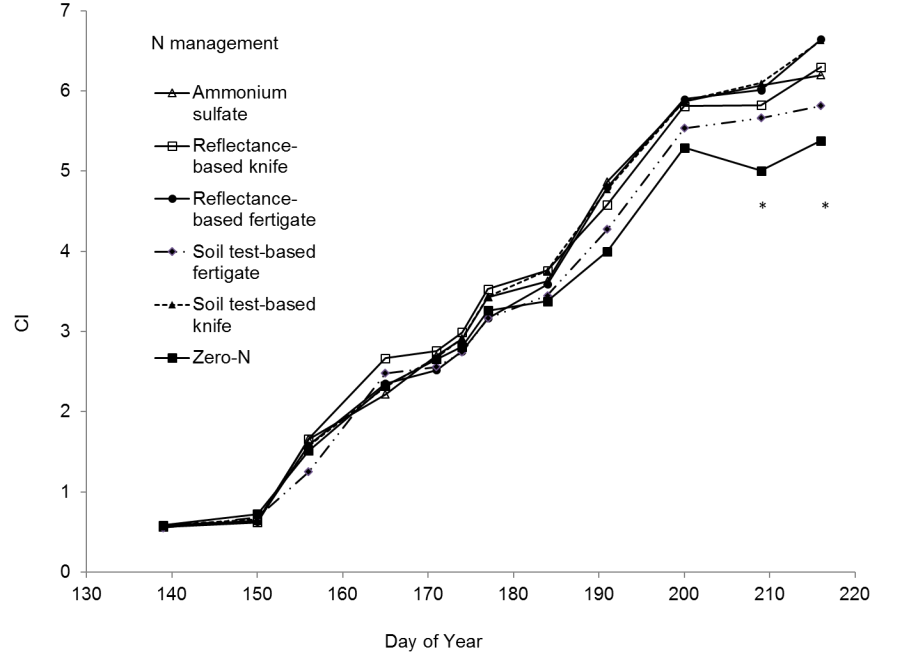 7
6
5
4
3
2
1
0
CI
N management
Ammonium
sulfate
Reflectance-
based knife
Reflectance-
based fertigate
Soil test-based
fertigate
Soil test-based
knife
Zero-N
* *
130 140 150 160 170 180 190 200 210 220
Day of Year